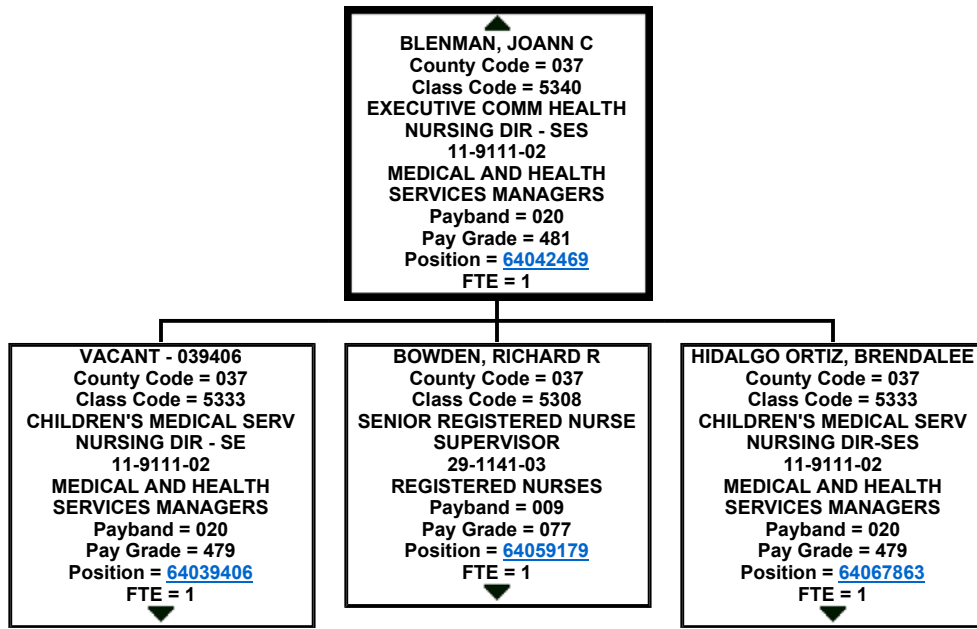 BLENMAN, JOANN C
County Code = 037
Class Code = 5340
EXECUTIVE COMM HEALTH
NURSING DIR - SES
11-9111-02
MEDICAL AND HEALTH
SERVICES MANAGERS
Payband = 020
Pay Grade = 481
Position = 64042469
FTE = 1
VACANT - 039406
County Code = 037
Class Code = 5333
CHILDREN'S MEDICAL SERV
NURSING DIR - SE
11-9111-02
MEDICAL AND HEALTH
SERVICES MANAGERS
Payband = 020
Pay Grade = 479
Position = 64039406
FTE = 1
BOWDEN, RICHARD R
County Code = 037
Class Code = 5308
SENIOR REGISTERED NURSE
SUPERVISOR
29-1141-03
REGISTERED NURSES
Payband = 009
Pay Grade = 077
Position = 64059179
FTE = 1
HIDALGO ORTIZ, BRENDALEE
County Code = 037
Class Code = 5333
CHILDREN'S MEDICAL SERV
NURSING DIR-SES
11-9111-02
MEDICAL AND HEALTH
SERVICES MANAGERS
Payband = 020
Pay Grade = 479
Position = 64067863
FTE = 1